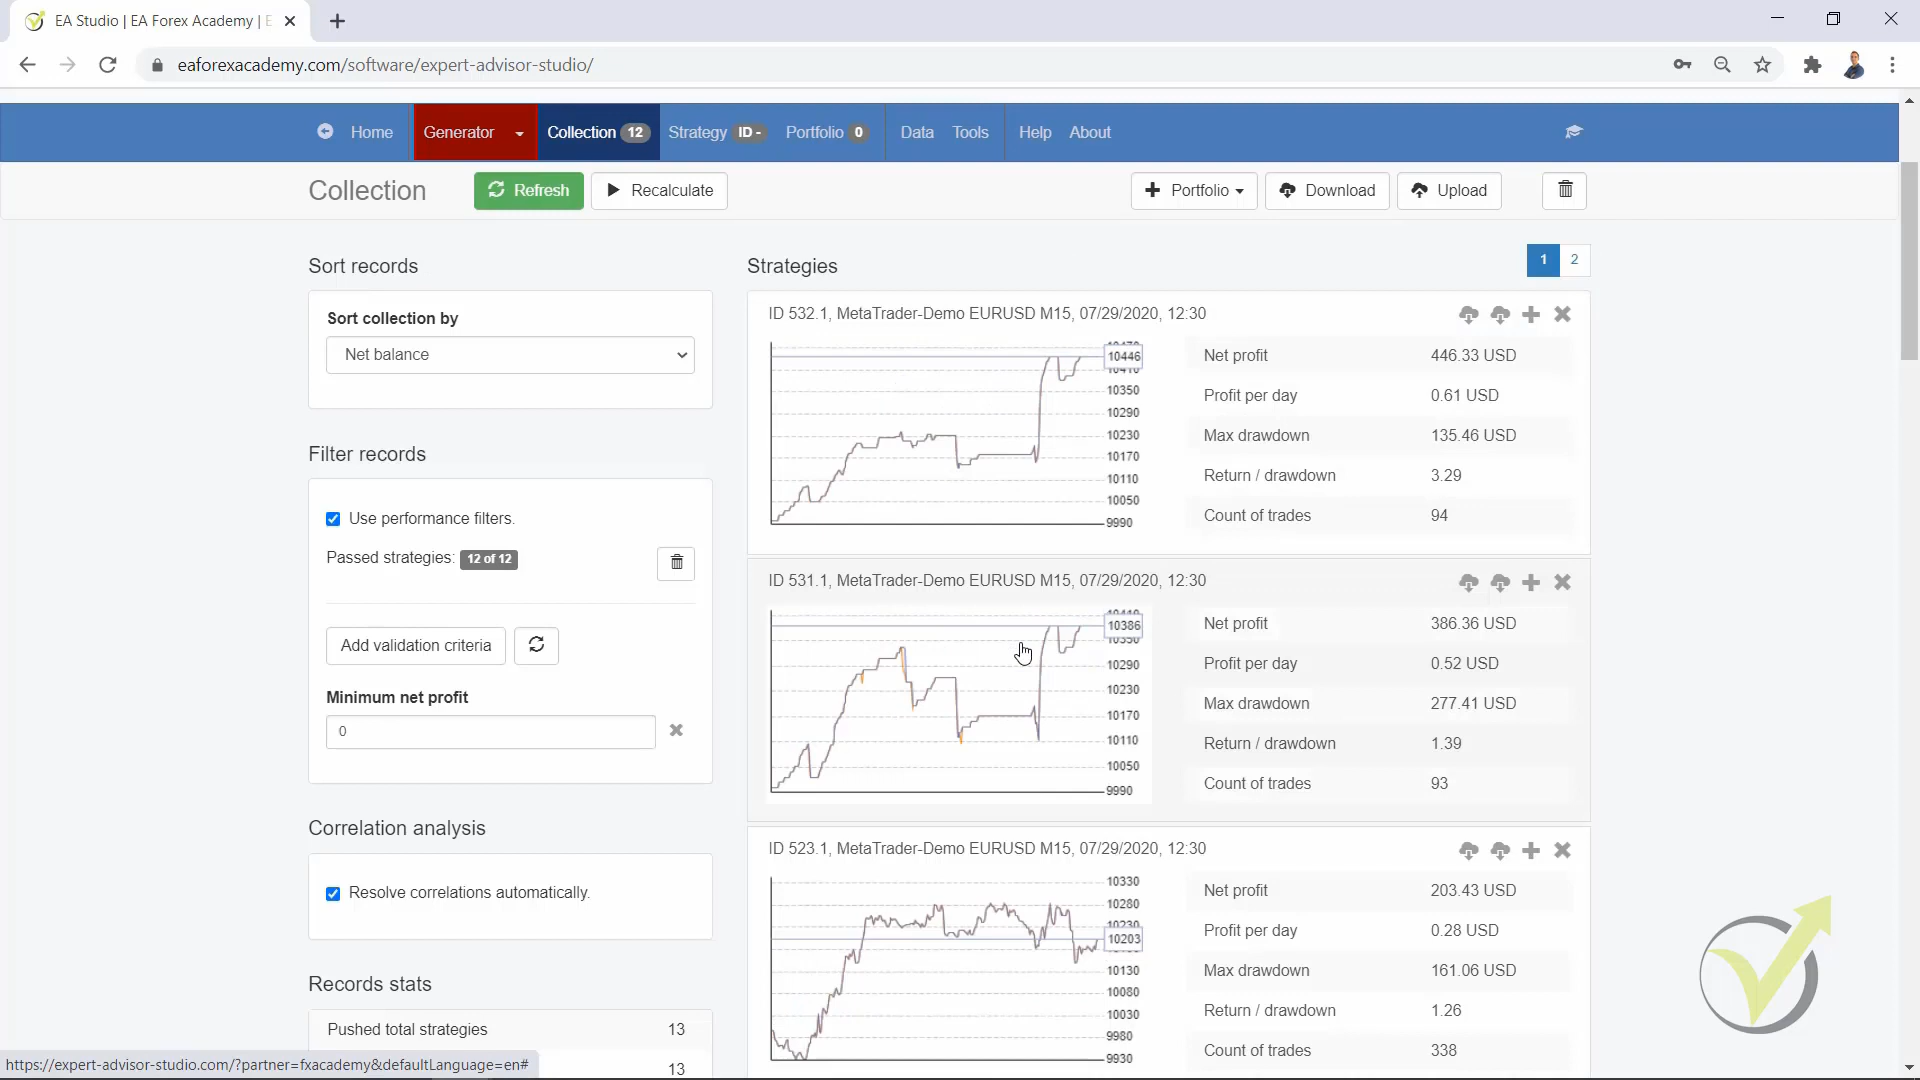 EA Studio | EA Forex Academy | E
eaforexacademy.com/software/expert-advisor-studio/
Home Generator Collection 12 Strategy ID - Portfolio 0 Data Tools Help About
Collection Refresh Recalculate + Portfolio Download Upload
Sort records
Sort collection by
Net balance
Filter records
Use performance filters.
Passed strategies: 12 of 12
Add validation criteria
Minimum net profit
0
Correlation analysis
Resolve correlations automatically.
Records stats
Pushed total strategies 13
13
Strategies 1 2
ID 532.1, MetaTrader-Demo EURUSD M15, 07/29/2020, 12:30
10446
10410
10350
10290
10230
10170
10110
10050
9990
Net profit 446.33 USD
Profit per day 0.61 USD
Max drawdown 135.46 USD
Return / drawdown 3.29
Count of trades 94
ID 531.1, MetaTrader-Demo EURUSD M15, 07/29/2020, 12:30
10386
10350
10290
10230
10170
10110
10050
9990
Net profit 386.36 USD
Profit per day 0.52 USD
Max drawdown 277.41 USD
Return / drawdown 1.39
Count of trades 93
ID 523.1, MetaTrader-Demo EURUSD M15, 07/29/2020, 12:30
10330
10280
10230
10203
10130
10080
10030
9980
9930
Net profit 203.43 USD
Profit per day 0.28 USD
Max drawdown 161.06 USD
Return / drawdown 1.26
Count of trades 338
https://expert-advisor-studio.com/?partner=fxacademy&defaultLanguage=en#